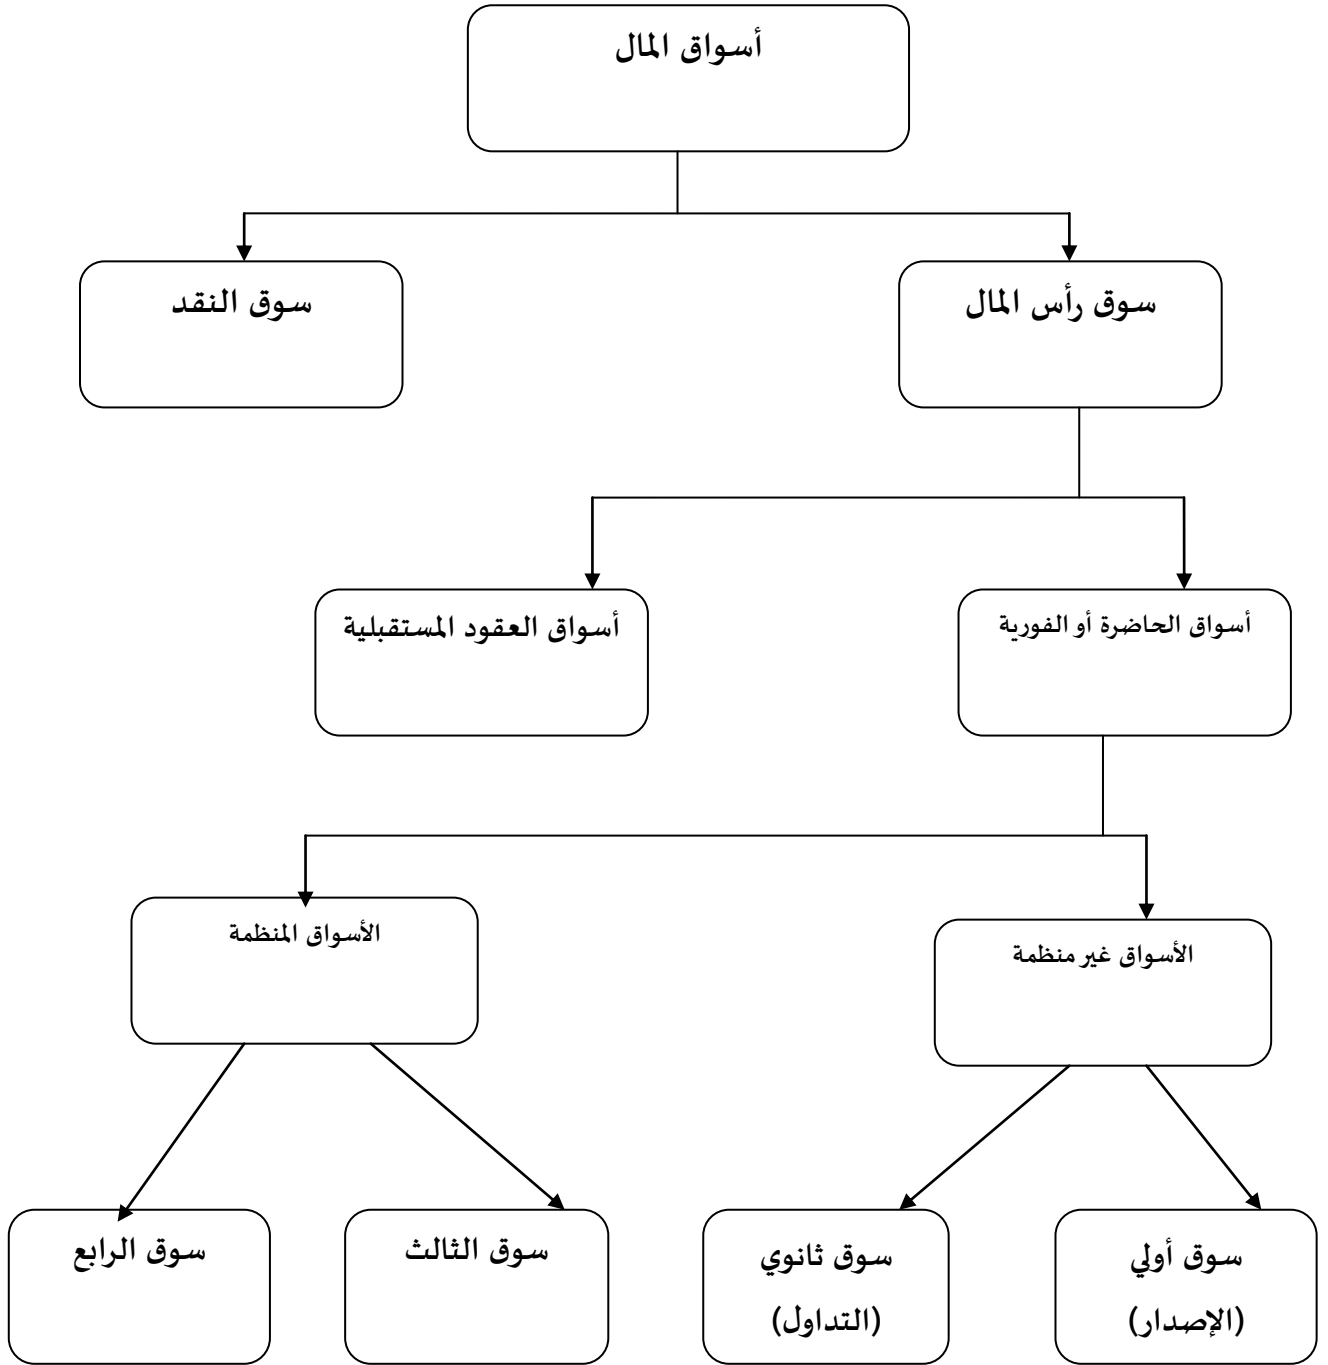 أسواق المال
سوق رأس المال
سوق النقد
أسواق الحاضرة أو الفورية
أسواق العقود المستقبلية
الأسواق غير منظمة
الأسواق المنظمة
سوق أولي
(الإصدار)
سوق ثانوي
(التداول)
سوق الثالث
سوق الرابع